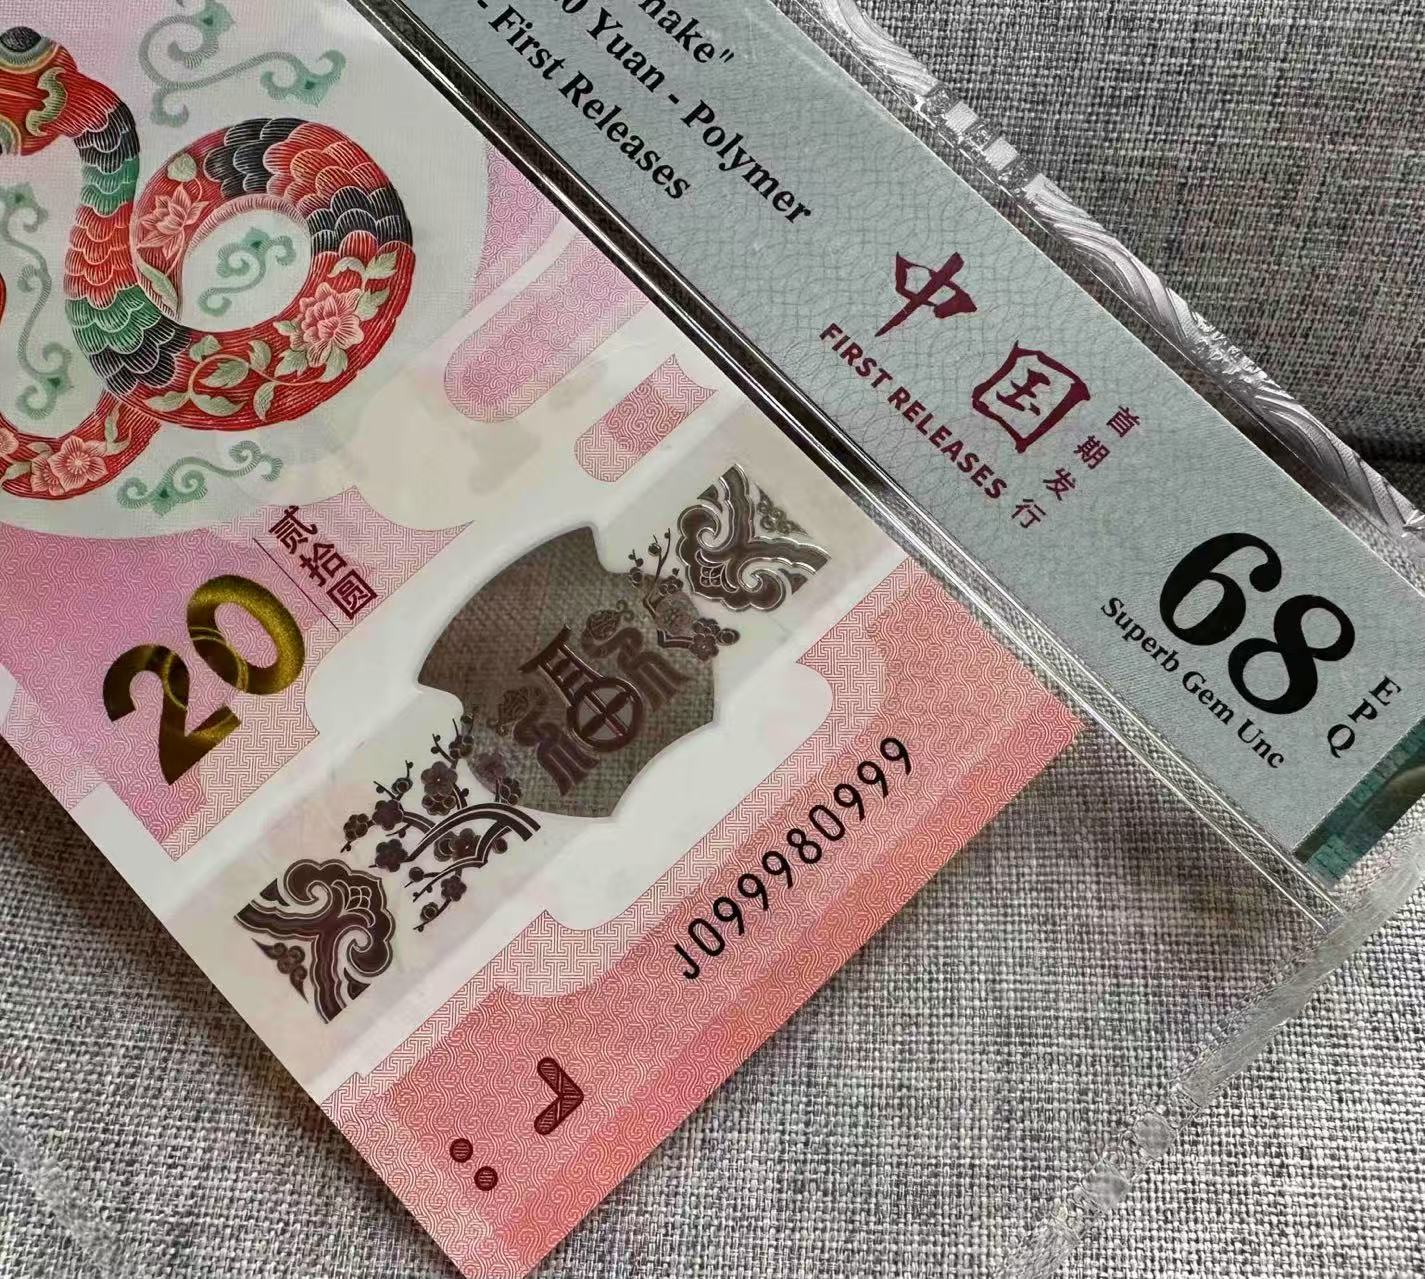 nake"
0 Yuan - Polymer
- First Releases
中国
首期发行
FIRST RELEASES
68
EPQ
Superb Gem Unc
20
贰拾圆
J099980999